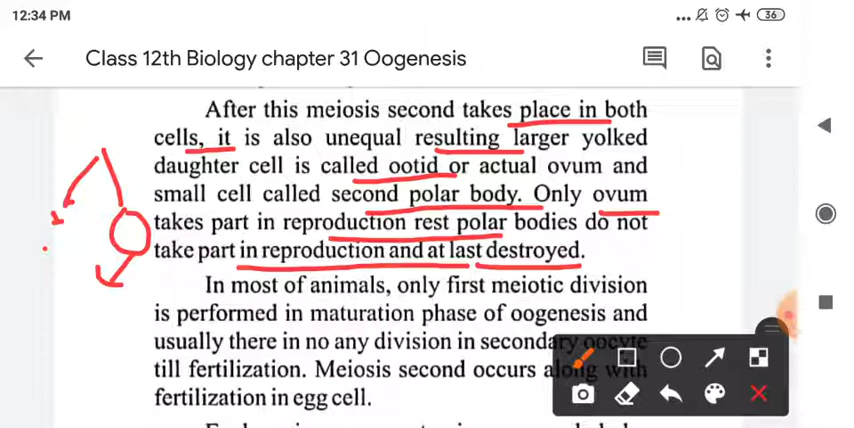 12:34 PM
... 36
Class 12th Biology chapter 31 Oogenesis
After this meiosis second takes place in both
cells, it is also unequal resulting larger yolked
daughter cell is called ootid or actual ovum and
small cell called second polar body. Only ovum
takes part in reproduction rest polar bodies do not
take part in reproduction and at last destroyed.
In most of animals, only first meiotic division
is performed in maturation phase of oogenesis and
usually there in no any division in secondary oocyte
till fertilization. Meiosis second occurs along with
fertilization in egg cell.